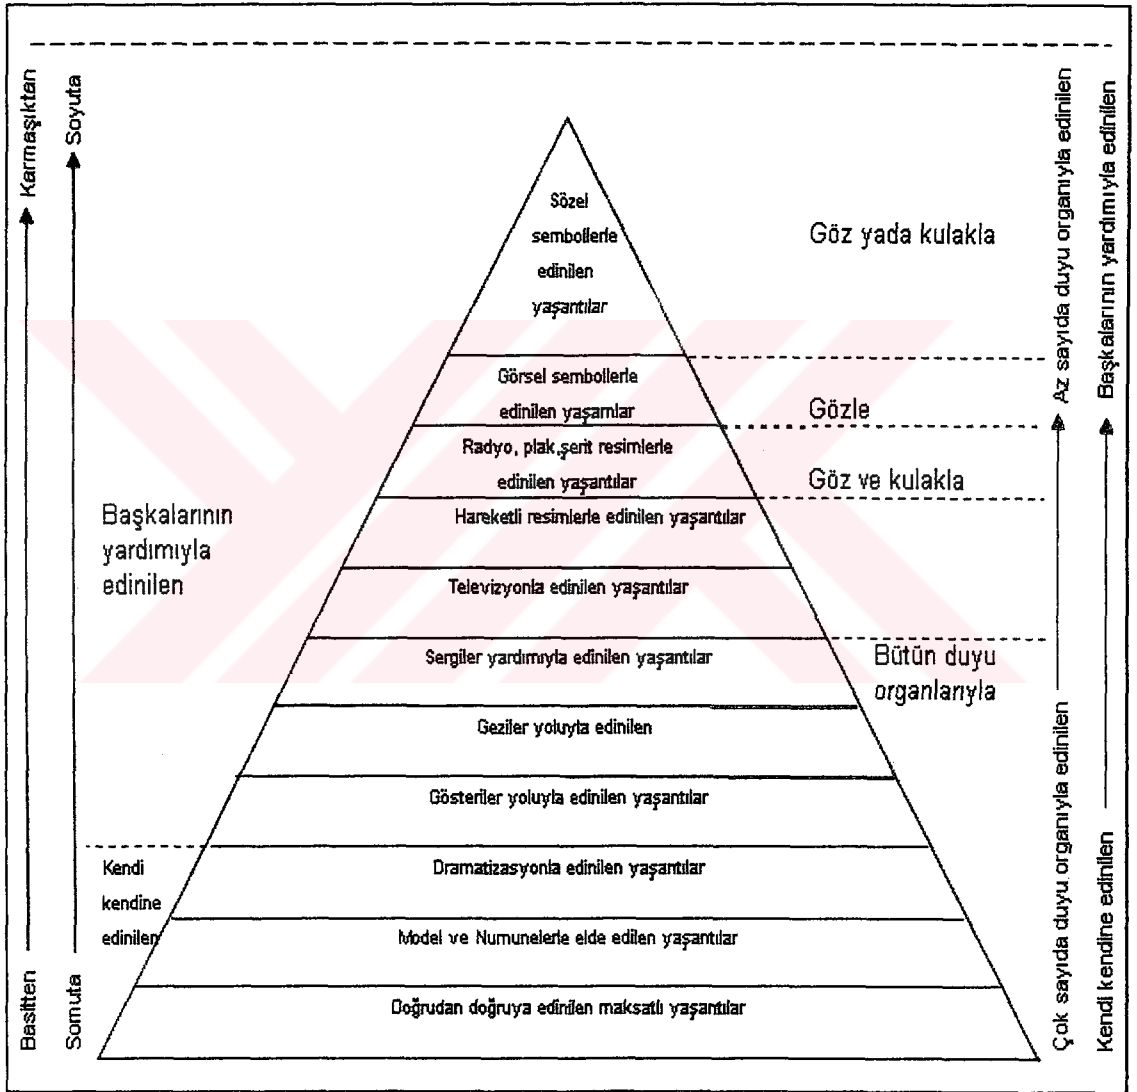 Karmaşıktan
Basitten
Soyuta
Somuta
Sözel
sembollerle
edinilen
yaşantılar
Görsel sembollerle
edinilen yaşamlar
Radyo, plak,şerit resimlerle
edinilen yaşantılar
Hareketli resimlerle edinilen yaşantılar
Televizyonla edinilen yaşantılar
Sergiler yardımıyla edinilen yaşantılar
Geziler yoluyla edinilen
Gösteriler yoluyla edinilen yaşantılar
Dramatizasyonla edinilen yaşantılar
Model ve Numunelerle elde edilen yaşantılar
Doğrudan doğruya edinilen maksatlı yaşantılar
Başkalarının
yardımıyla
edinilen
Kendi
kendine
edinilen
Göz yada kulakla
Gözle
Göz ve kulakla
Bütün duyu
organlarıyla
Az sayıda duyu organıyla edinilen
Çok sayıda duyu organıyla edinilen
Başkalarının yardımıyla edinilen
Kendi kendine edinilen